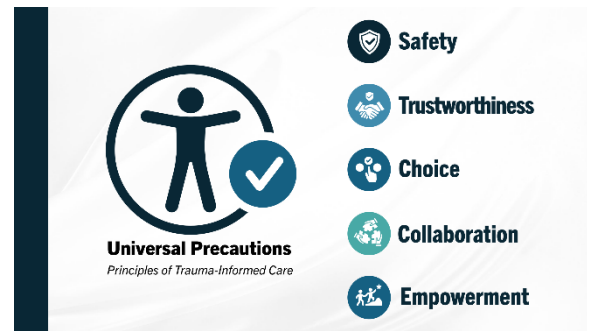 Universal Precautions
Principles of Trauma-Informed Care
Safety
Trustworthiness
Choice
Collaboration
Empowerment